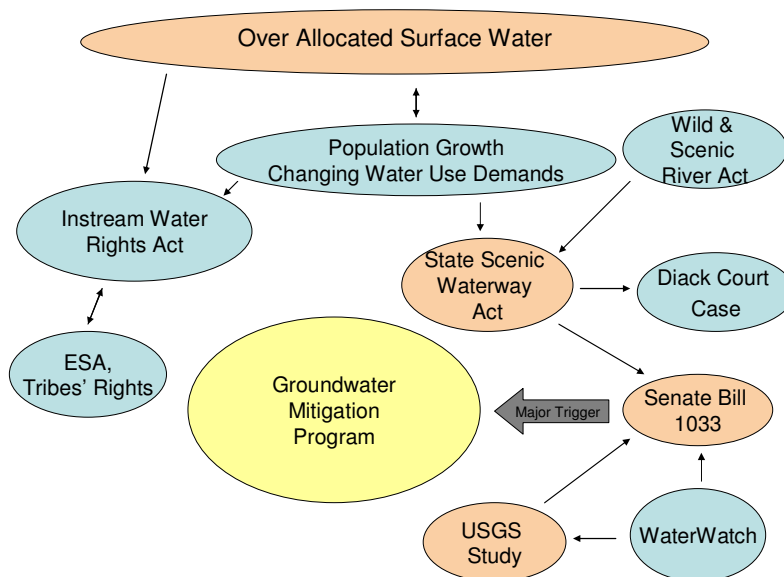 Over Allocated Surface Water
Population Growth
Changing Water Use Demands
Wild &
Scenic
River Act
Instream Water
Rights Act
State Scenic
Waterway
Act
Diack Court
Case
ESA,
Tribes' Rights
Groundwater
Mitigation
Program
Major Trigger
Senate Bill
1033
USGS
Study
WaterWatch